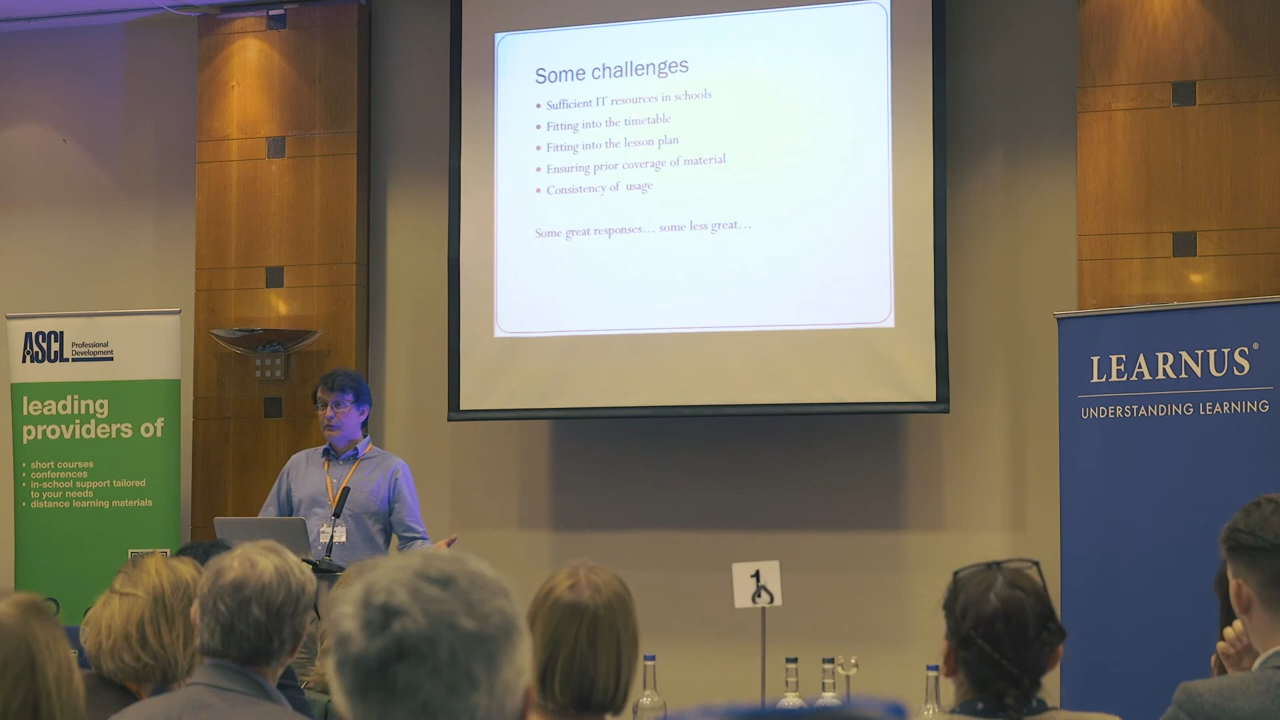 Some challenges
• Sufficient IT resources in schools
• Fitting into the timetable
• Fitting into the lesson plan
• Ensuring prior coverage of material
• Consistency of usage
Some great responses... some less great...
ASCL Professional
Development
leading
providers of
• short courses
• conferences
• in-school support tailored
to your needs
• distance learning materials
LEARNUS®
UNDERSTANDING LEARNING